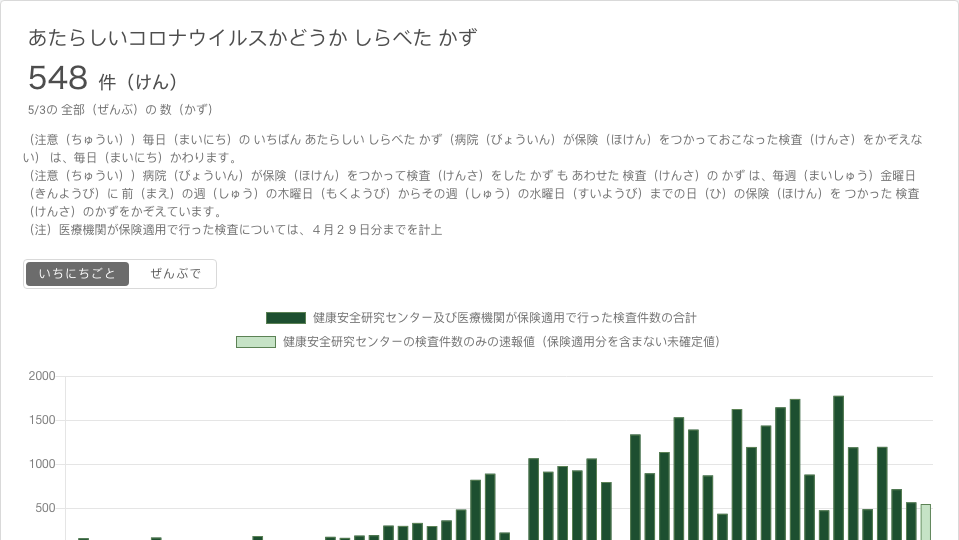 あたらしいコロナウイルスかどうか しらべた かず
548 件（けん）
5/3の 全部（ぜんぶ）の 数（かず）
（注意（ちゅうい））毎日（まいにち）の いちばん あたらしい しらべた かず（病院（びょういん）が保険（ほけん）をつかっておこなった検査（けんさ）をかぞえな
い） は、毎日（まいにち）かわります。
（注意（ちゅうい））病院（びょういん）が保険（ほけん）をつかって検査（けんさ）をした かず も あわせた 検査（けんさ）の かず は、毎週（まいしゅう）金曜日
（きんようび）に 前（まえ）の週（しゅう）の木曜日（もくようび）からその週（しゅう）の水曜日（すいようび）までの日（ひ）の保険（ほけん）を つかった 検査
（けんさ）のかずをかぞえています。
（注）医療機関が保険適用で行った検査については、４月２９日分までを計上
いちにちごと ぜんぶで
健康安全研究センター及び医療機関が保険適用で行った検査件数の合計
健康安全研究センターの検査件数のみの速報値（保険適用分を含まない未確定値）
2000
1500
1000
500